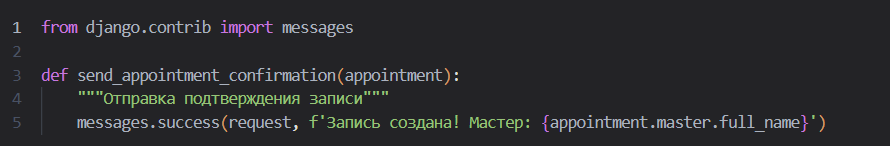 1 from django.contrib import messages
2
3 def send_appointment_confirmation(appointment):
4     """Отправка подтверждения записи"""
5     messages.success(request, f'Запись создана! Мастер: {appointment.master.full_name}')